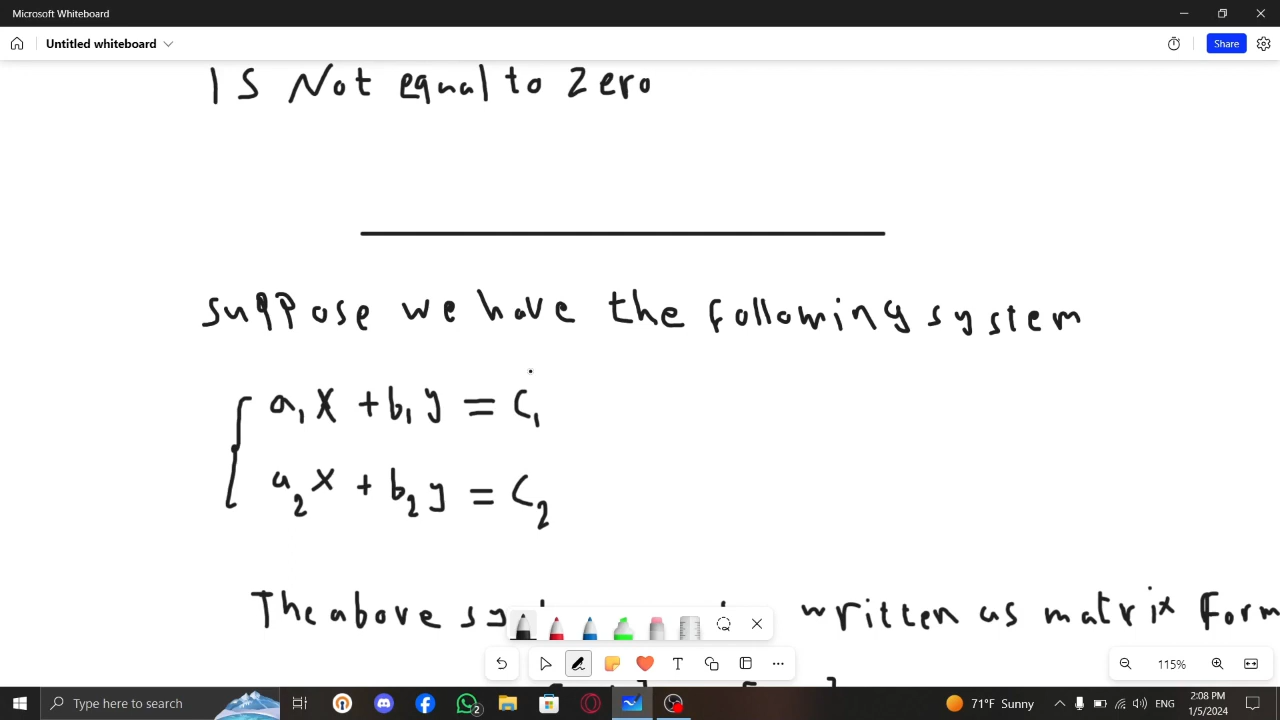 Microsoft Whiteboard
Untitled whiteboard
Share
Is Not equal to zero
suppose we have the following system
a₁x + b₁y = c₁
a₂x + b₂y = c₂
The above sy written as matrix Form
T
115%
Type here to search
2
71°F Sunny
ENG
2:08 PM
1/5/2024